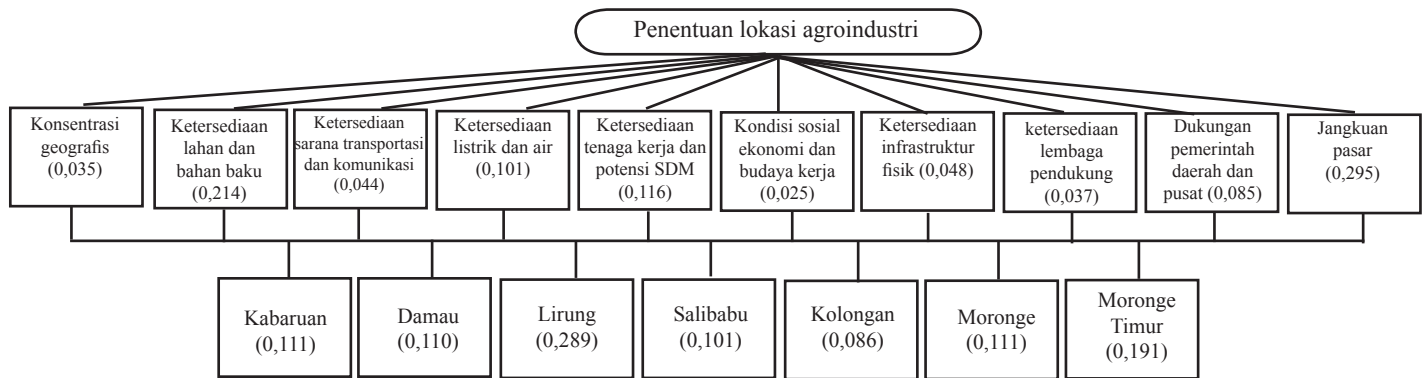 Penentuan lokasi agroindustri
Konsentrasi
geografis
(0,035)
Ketersediaan
lahan dan
bahan baku
(0,214)
Ketersediaan
sarana transportasi
dan komunikasi
(0,044)
Ketersediaan
listrik dan air
(0,101)
Ketersediaan
tenaga kerja dan
potensi SDM
(0,116)
Kondisi sosial
ekonomi dan
budaya kerja
(0,025)
Ketersediaan
infrastruktur
fisik (0,048)
ketersediaan
lembaga
pendukung
(0,037)
Dukungan
pemerintah
daerah dan
pusat (0,085)
Jangkuan
pasar
(0,295)
Kabaruan
(0,111)
Damau
(0,110)
Lirung
(0,289)
Salibabu
(0,101)
Kolongan
(0,086)
Moronge
(0,111)
Moronge
Timur
(0,191)